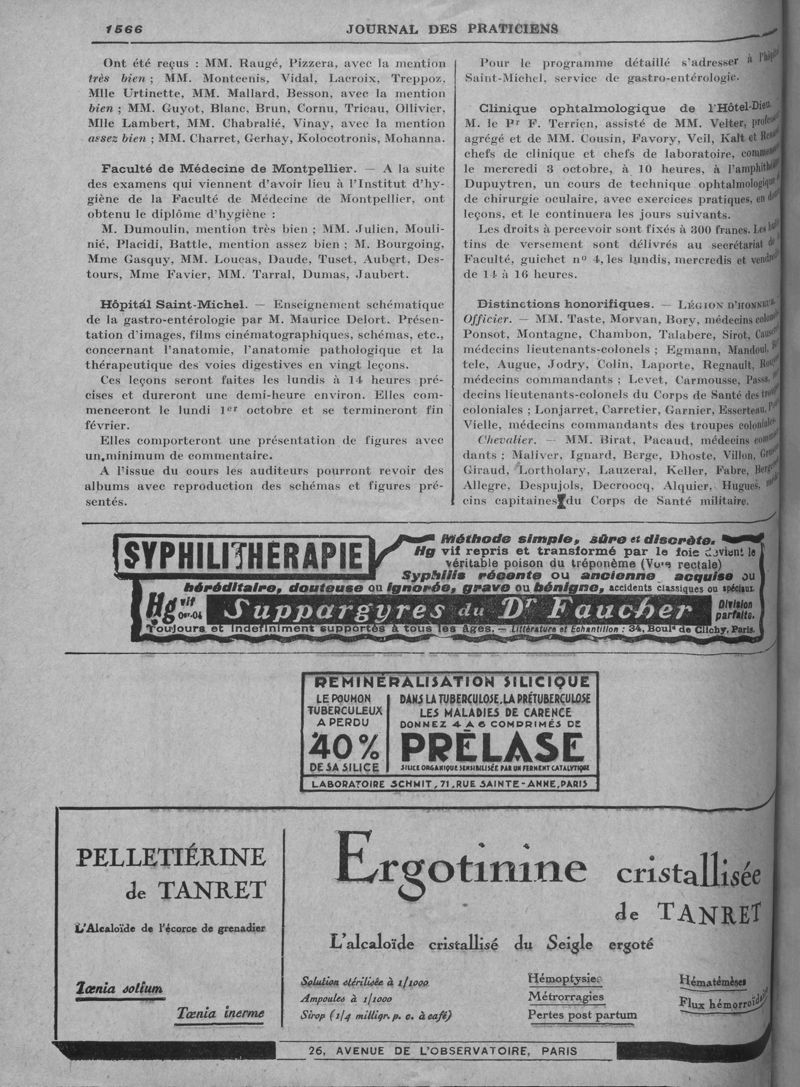 1566
JOURNAL DES PRATICIENS
Ont été reçus : MM. Raugé, Pizzera, avec la mention
très bien ; MM. Montcenis, Vidal, Lacroix, Treppoz,
Mlle Urtinette, MM. Mallard, Besson, avec la mention
bien ; MM. Guyot, Blanc, Brun, Cornu, Tricau, Ollivier,
Mlle Lambert, MM. Chabralié, Vinay, avec la mention
assez bien ; MM. Charret, Gerhay, Kolocotronis, Mohanna.
Faculté de Médecine de Montpellier. — A la suite
des examens qui viennent d'avoir lieu à l'Institut d'hy-
giène de la Faculté de Médecine de Montpellier, ont
obtenu le diplôme d'hygiène :
M. Dumoulin, mention très bien ; MM. Julien, Mouli-
nié, Placidi, Battle, mention assez bien ; M. Bourgoing,
Mme Gasquy, MM. Loucas, Daude, Tuset, Aubert, Des-
tours, Mme Favier, MM. Tarral, Dumas, Jaubert.
Hôpital Saint-Michel. — Enseignement schématique
de la gastro-entérologie par M. Maurice Delort. Présen-
tation d'images, films cinématographiques, schémas, etc.,
concernant l'anatomie, l'anatomie pathologique et la
thérapeutique des voies digestives en vingt leçons.
Ces leçons seront faites les lundis à 14 heures pré-
cises et dureront une demi-heure environ. Elles com-
menceront le lundi 1er octobre et se termineront fin
février.
Elles comporteront une présentation de figures avec
un minimum de commentaire.
A l'issue du cours les auditeurs pourront revoir des
albums avec reproduction des schémas et figures pré-
sentés.
Pour le programme détaillé s'adresser à l'hôpital
Saint-Michel, service de gastro-entérologie.
Clinique ophtalmologique de l'Hôtel-Dieu
M. le Pr F. Terrien, assisté de MM. Velter,
agrégé et de MM. Cousin, Favory, Veil, Kalt et
chefs de clinique et chefs de laboratoire,
le mercredi 3 octobre, à 10 heures, à
Dupuytren, un cours de technique ophtalmologique
de chirurgie oculaire, avec exercices pratiques, en
leçons, et le continuera les jours suivants.
Les droits à percevoir sont fixés à 300 francs. Les
tins de versement sont délivrés au secrétariat de
Faculté, guichet no 4, les lundis, mercredis et
de 14 à 16 heures.
Distinctions honorifiques. — LÉGION D'HONNEUR.
Officier. — MM. Taste, Morvan, Bory, médecins
Ponsot, Montagne, Chambon, Talabere, Sirot,
médecins lieutenants-colonels ; Egmann, Mandoul,
tele, Augue, Jodry, Colin, Laporte, Regnault,
médecins commandants ; Levet, Carmousse, Passa,
decins lieutenants-colonels du Corps de Santé des
coloniales ; Lonjarret, Carretier, Garnier, Esserteau,
Vielle, médecins commandants des troupes coloniales.
Chevalier. — MM. Birat, Pacaud, médecins
dants ; Maliver, Ignard, Berge, Dhoste, Villon,
Giraud, Lortholary, Lauzeral, Keller, Fabre,
Allegre, Despujols, Decroocq, Alquier, Hugues,
cins capitaines du Corps de Santé militaire.
SYPHILITHÉRAPIE
Méthode simple, sûre et discrète.
Hg vif repris et transformé par le foie devient le
véritable poison du tréponème (Voie rectale)
Syphilis récente ou ancienne acquise ou
héréditaire, douteuse ou ignorée, grave ou bénigne, accidents classiques ou spéciaux
Hg vif 0gr.04 Suppargyres du Dr Faucher Division parfaite.
Toujours et indéfiniment supportés à tous les âges. — Littérature et Echantillon : 34, Boulд de Clichy, Paris.
REMINÉRALISATION SILICIQUE
LE POUMON
TUBERCULEUX
A PERDU
40%
DE SA SILICE
DANS LA TUBERCULOSE, LA PRÉTUBERCULOSE
LES MALADIES DE CARENCE
DONNEZ 4 A 6 COMPRIMÉS DE
PRÉLASE
SILICE ORGANIQUE SENSIBILISÉE PAR UN FERMENT CATALYTIQUE
LABORATOIRE SCHMIT, 71, RUE SAINTE-ANNE, PARIS
PELLETIÉRINE
de TANRET
L'Alcaloïde de l'écorce de grenadier
Tœnia solium
Tœnia inerme
Ergotinine cristallisée
de TANRET
L'alcaloïde cristallisé du Seigle ergoté
Solution stérilisée à 1/1000
Ampoules à 1/1000
Sirop (1/4 milligr. p. c. à café)
Hémoptysies
Métrorragies
Pertes post partum
Hématémèses
Flux hémorroïdal
26, AVENUE DE L'OBSERVATOIRE, PARIS